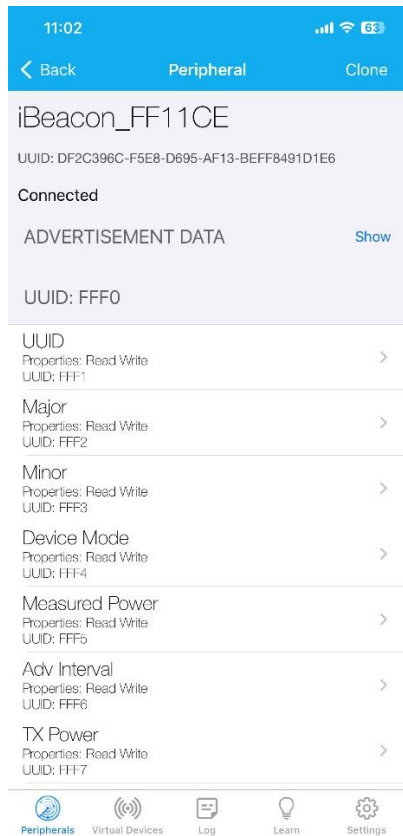 11:02
63
Back
Peripheral
Clone
iBeacon_FF11CE
UUID: DF2C396C-F5E8-D695-AF13-BEFF8491D1E6
Connected
ADVERTISEMENT DATA
Show
UUID: FFF0
UUID
Properties: Read Write
UUID: FFF1
Major
Properties: Read Write
UUID: FFF2
Minor
Properties: Read Write
UUID: FFF3
Device Mode
Properties: Read Write
UUID: FFF4
Measured Power
Properties: Read Write
UUID: FFF5
Adv Interval
Properties: Read Write
UUID: FFF6
TX Power
Properties: Read Write
UUID: FFF7
Peripherals
Virtual Devices
Log
Learn
Settings